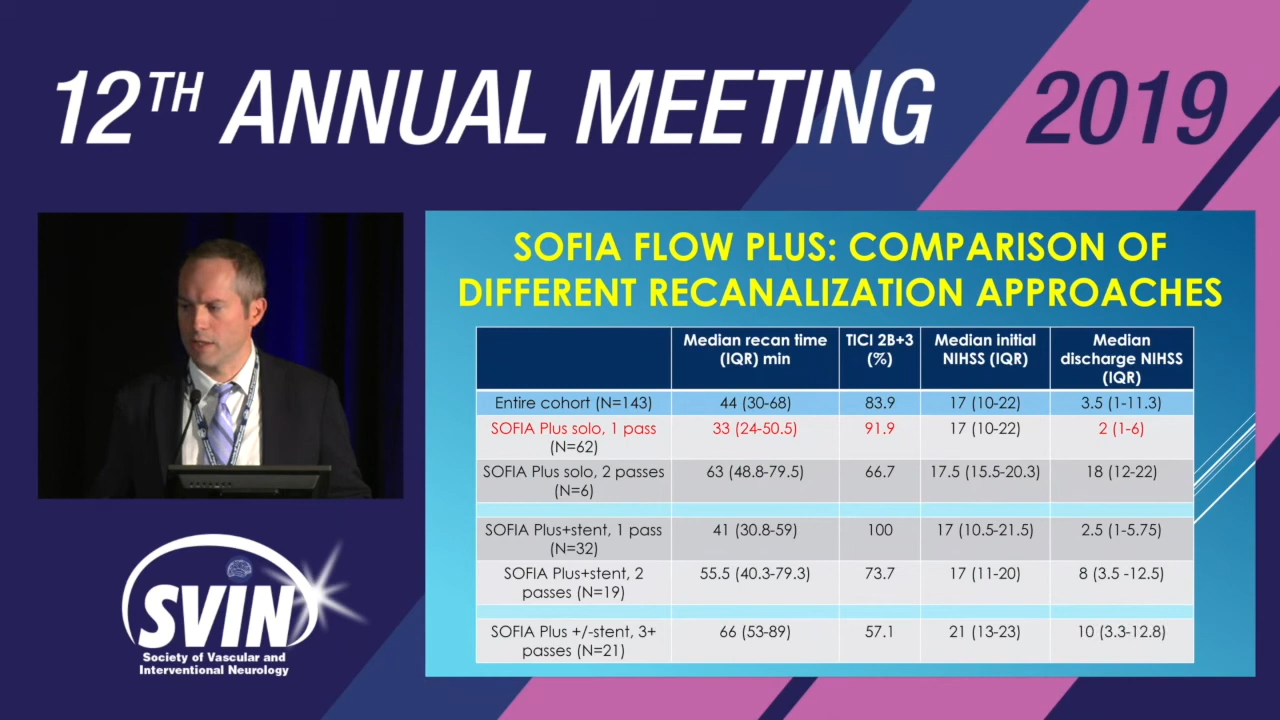 12TH ANNUAL MEETING 2019
SOFIA FLOW PLUS: COMPARISON OF
DIFFERENT RECANALIZATION APPROACHES
Median recan time (IQR) min
TICI 2B+3 (%)
Median initial NIHSS (IQR)
Median discharge NIHSS (IQR)
Entire cohort (N=143) 44 (30-68) 83.9 17 (10-22) 3.5 (1-11.3)
SOFIA Plus solo, 1 pass (N=62) 33 (24-50.5) 91.9 17 (10-22) 2 (1-6)
SOFIA Plus solo, 2 passes (N=6) 63 (48.8-79.5) 66.7 17.5 (15.5-20.3) 18 (12-22)
SOFIA Plus+stent, 1 pass (N=32) 41 (30.8-59) 100 17 (10.5-21.5) 2.5 (1-5.75)
SOFIA Plus+stent, 2 passes (N=19) 55.5 (40.3-79.3) 73.7 17 (11-20) 8 (3.5 -12.5)
SOFIA Plus +/-stent, 3+ passes (N=21) 66 (53-89) 57.1 21 (13-23) 10 (3.3-12.8)
SVIN
Society of Vascular and
Interventional Neurology